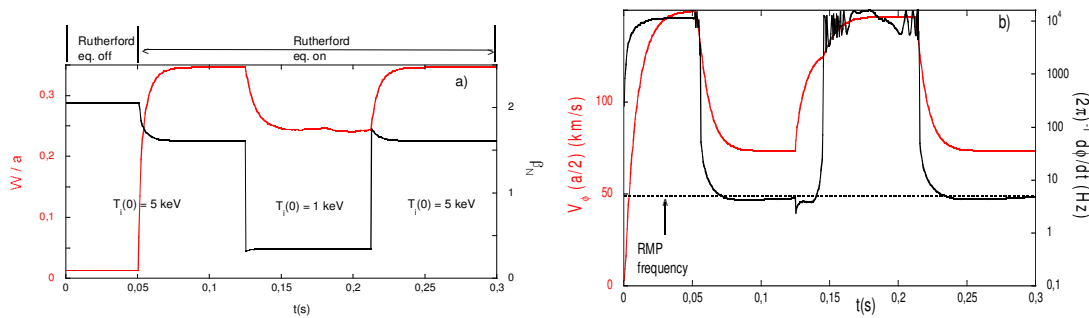 Rutherford
eq. off
Rutherford
eq. on
a)
0,3
0,2
0,1
0
W / a
T_i(0) = 5 keV
T_i(0) = 1 keV
T_i(0) = 5 keV
2
1
0
β_N
0
0,05
0,1
0,15
0,2
0,25
0,3
t(s)
b)
100
50
0
V_ϕ (a/2) (km/s)
RMP
frequency
10^4
1000
100
10
1
0,1
(2π)^-1 dϕ/dt (Hz)
0
0,05
0,1
0,15
0,2
0,25
0,3
t(s)